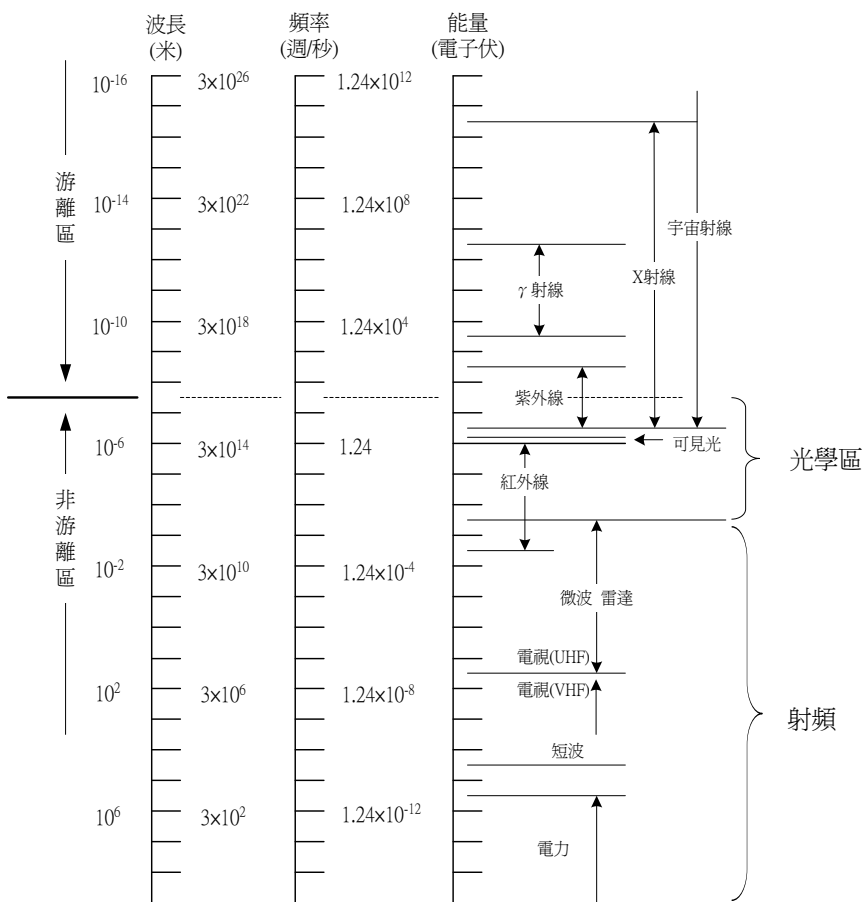 波長
(米)
頻率
(週/秒)
能量
(電子伏)
10⁻¹⁶ 3×10²⁶ 1.24×10¹²
10⁻¹⁴ 3×10²² 1.24×10⁸
10⁻¹⁰ 3×10¹⁸ 1.24×10⁴
10⁻⁶ 3×10¹⁴ 1.24
10⁻² 3×10¹⁰ 1.24×10⁻⁴
10² 3×10⁶ 1.24×10⁻⁸
10⁶ 3×10² 1.24×10⁻¹²
游離區
非游離區
宇宙射線
X射線
γ射線
紫外線
可見光
紅外線
光學區
微波 雷達
電視(UHF)
電視(VHF)
短波
電力
射頻